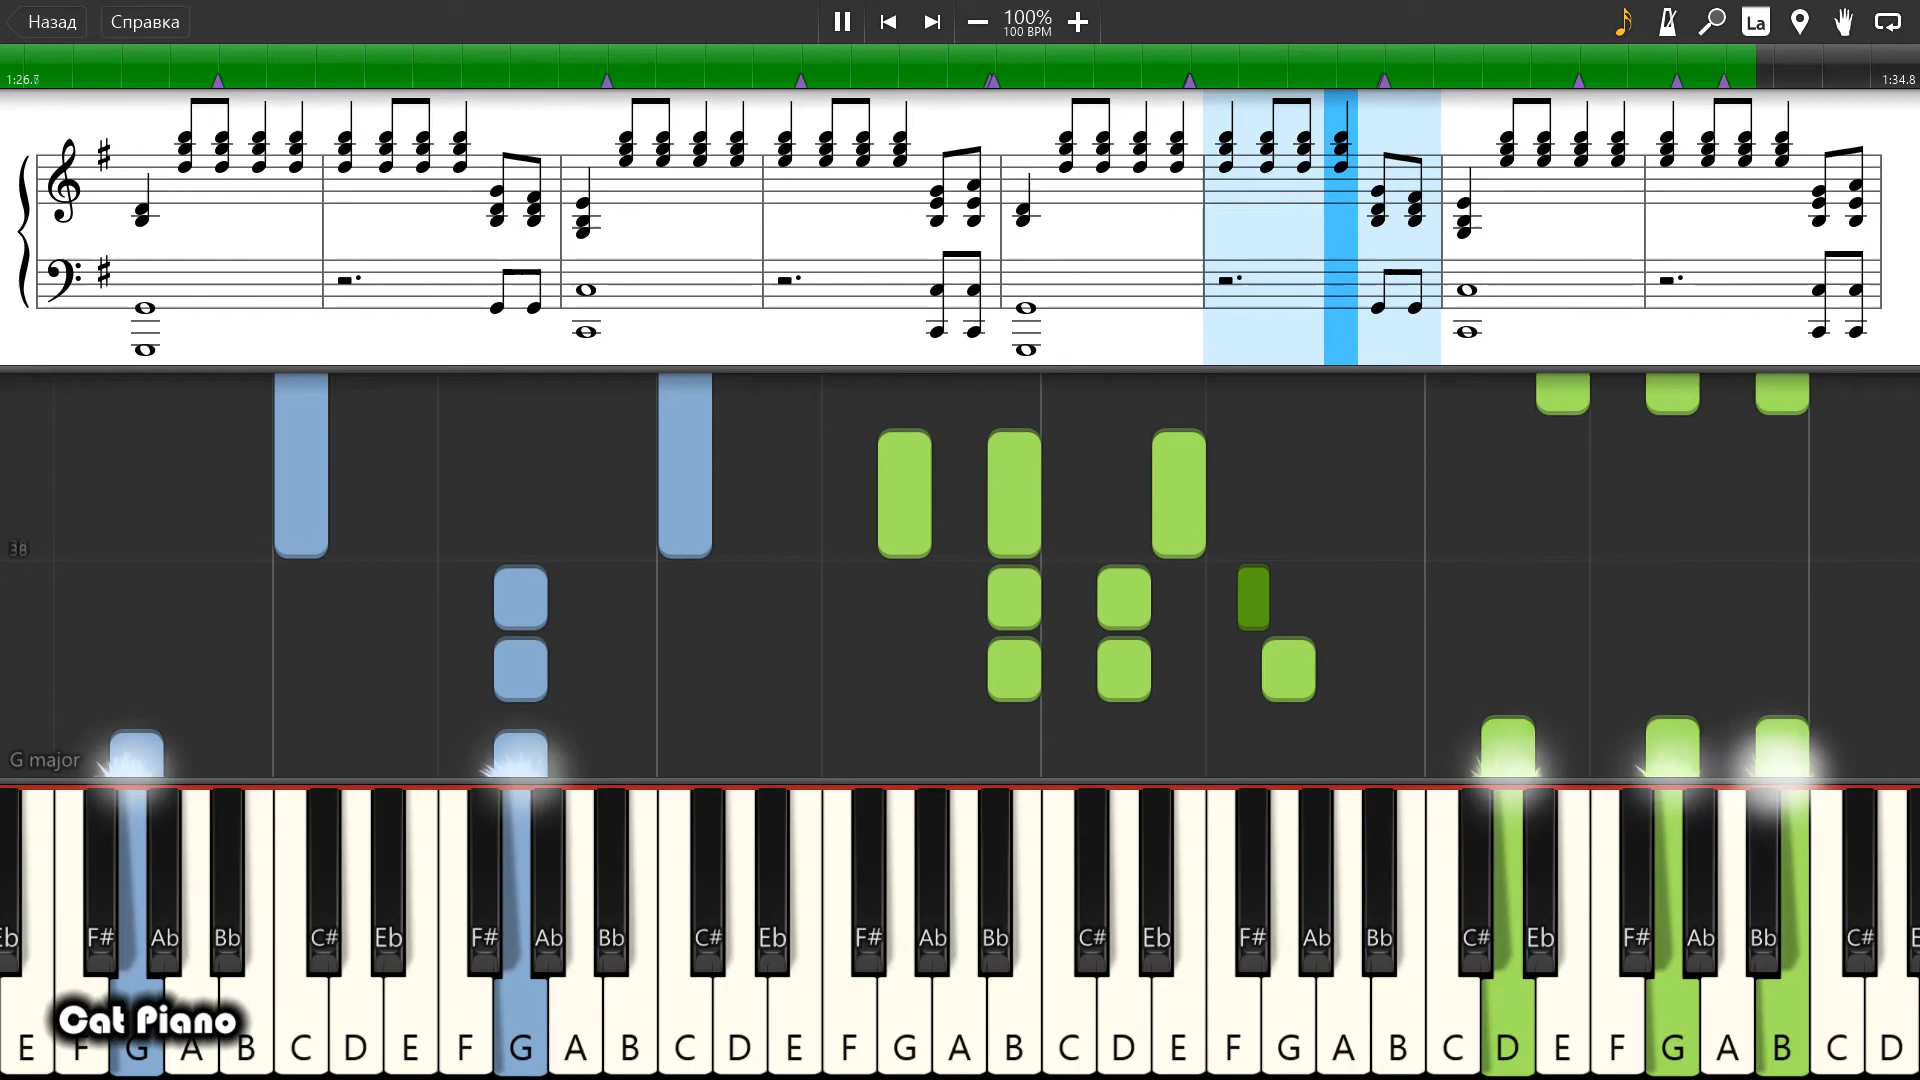 Назад Справка 100% La
100 BPM
1:26.7 1:34.8
38
G major
Eb F# Ab Bb C# Eb F# Ab Bb C# Eb F# Ab Bb C# Eb F# Ab Bb C# Eb F# Ab Bb C#
Cat Piano
E F G A B C D E F G A B C D E F G A B C D E F G A B C D E F G A B C D